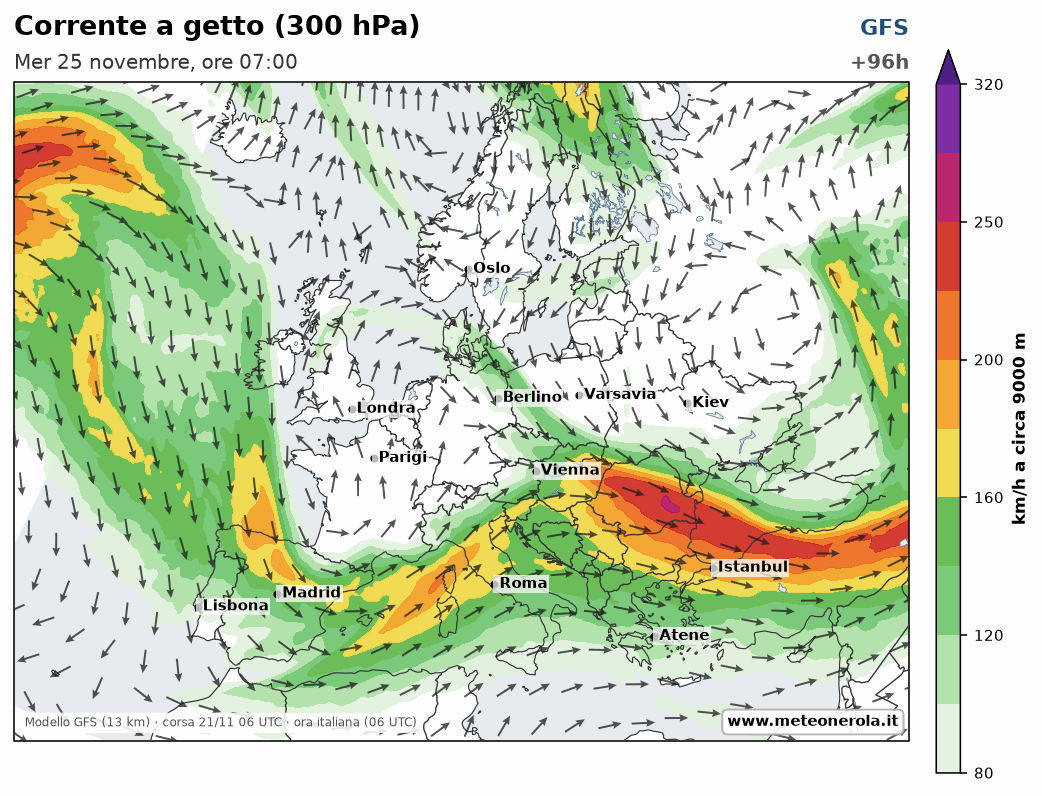 Corrente a getto (300 hPa)
GFS
Mer 25 novembre, ore 07:00
+96h
320
250
Oslo
200
km/h a circa 9000 m
Berlino
Varsavia
Kiev
Londra
Parigi
Vienna
160
Istanbul
Roma
Madrid
Lisbona
Atene
120
Modello GFS (13 km) · corsa 21/11 06 UTC · ora italiana (06 UTC)
www.meteonerola.it
80